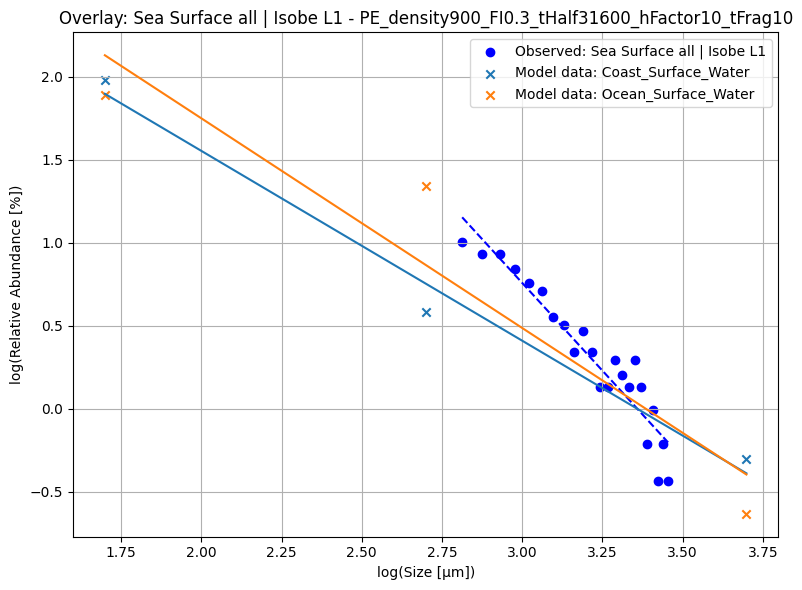 Overlay: Sea Surface all | Isobe L1 - PE_density900_FI0.3_tHalf31600_hFactor10_tFrag10
Observed: Sea Surface all | Isobe L1
Model data: Coast_Surface_Water
Model data: Ocean_Surface_Water
2.0
1.5
1.0
0.5
0.0
−0.5
log(Relative Abundance [%])
1.75
2.00
2.25
2.50
2.75
3.00
3.25
3.50
3.75
log(Size [μm])